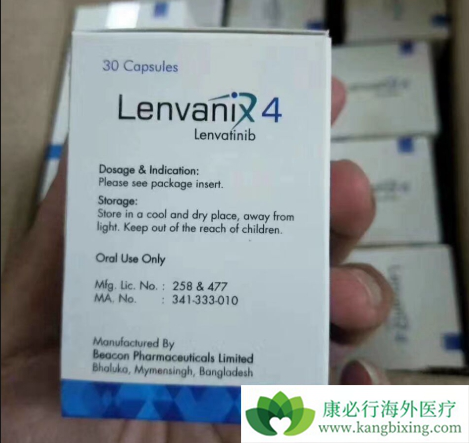 30 Capsules
Lenvanix 4
Lenvatinib
Dosage & Indication:
Please see package insert.
Storage:
Store in a cool and dry place, away from
light. Keep out of the reach of children.
Oral Use Only
Mfg. Lic. No. : 258 & 477
MA. No. : 341-333-010
Manufactured By
Beacon Pharmaceuticals Limited
Bhaluka, Mymensingh, Bangladesh
康必行海外医疗
www.kangbixing.com